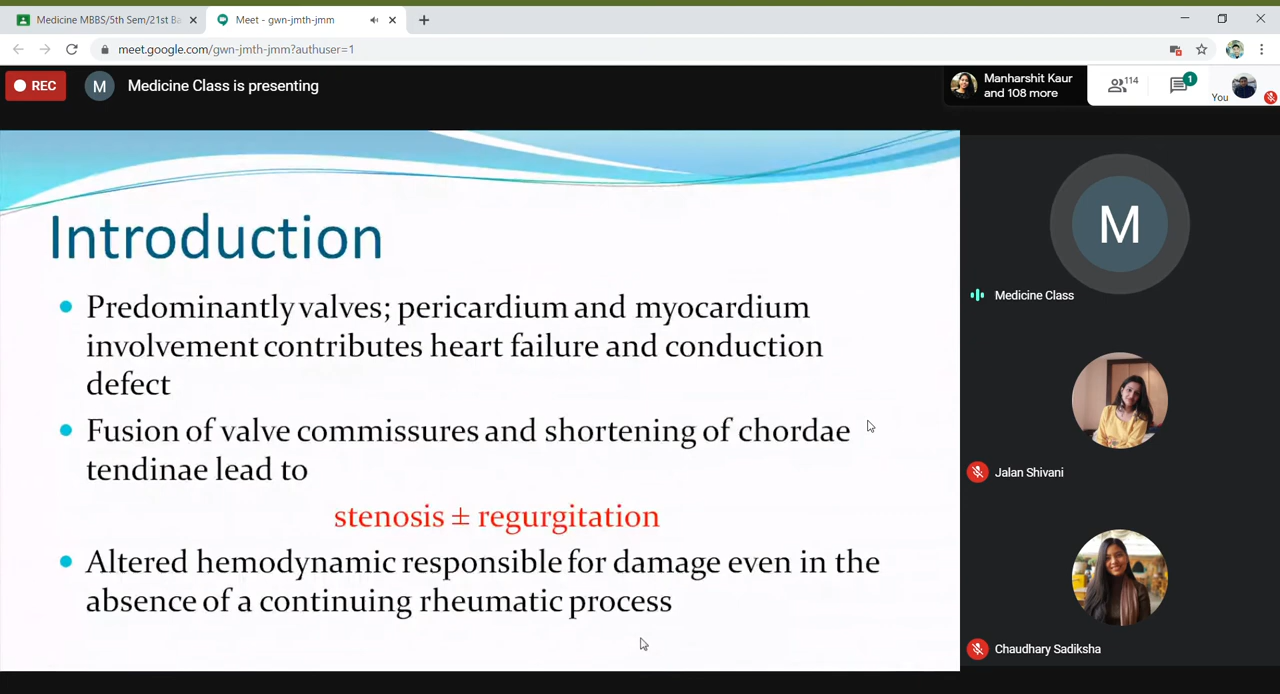 Medicine MBBS/5th Sem/21st Ba
Meet - gwn-jmth-jmm
meet.google.com/gwn-jmth-jmm?authuser=1
REC
M
Medicine Class is presenting
Manharshit Kaur
and 108 more
114
1
You
Introduction
Predominantly valves; pericardium and myocardium
involvement contributes heart failure and conduction
defect
Fusion of valve commissures and shortening of chordae
tendinae lead to
stenosis ± regurgitation
Altered hemodynamic responsible for damage even in the
absence of a continuing rheumatic process
M
Medicine Class
Jalan Shivani
Chaudhary Sadiksha